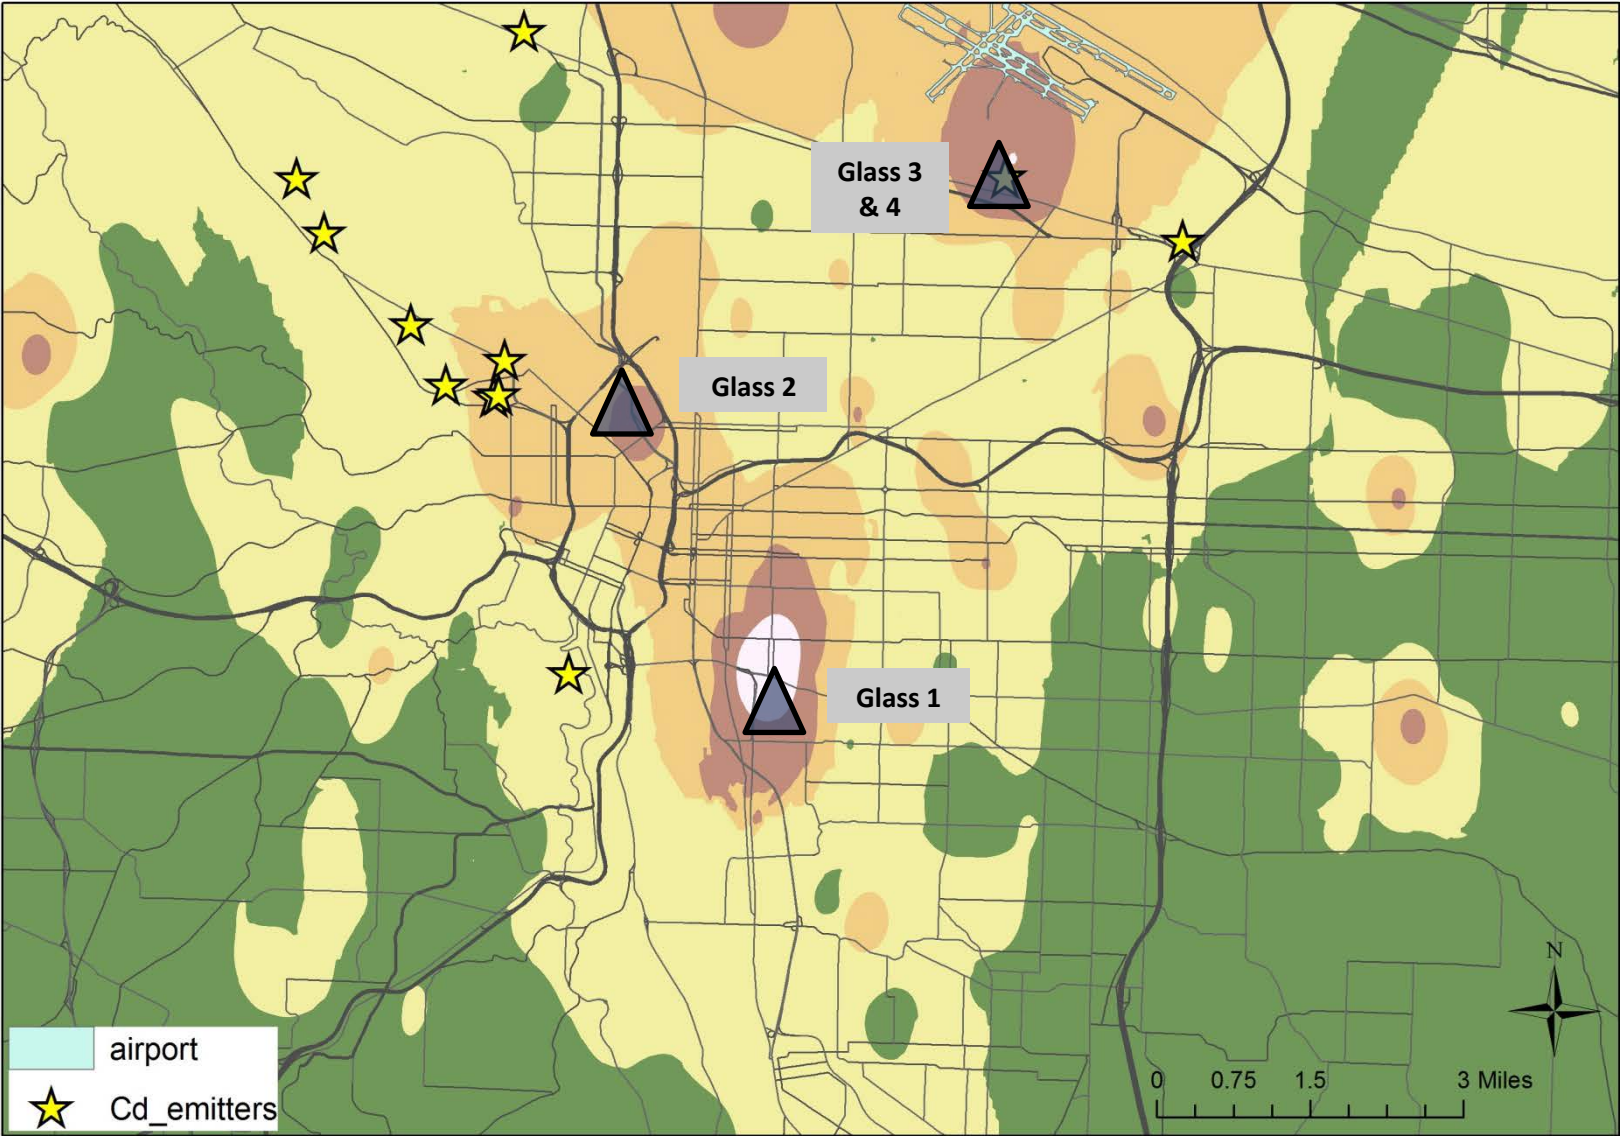 Glass 3
& 4
Glass 2
Glass 1
N
0 0.75 1.5 3 Miles
airport
Cd_emitters